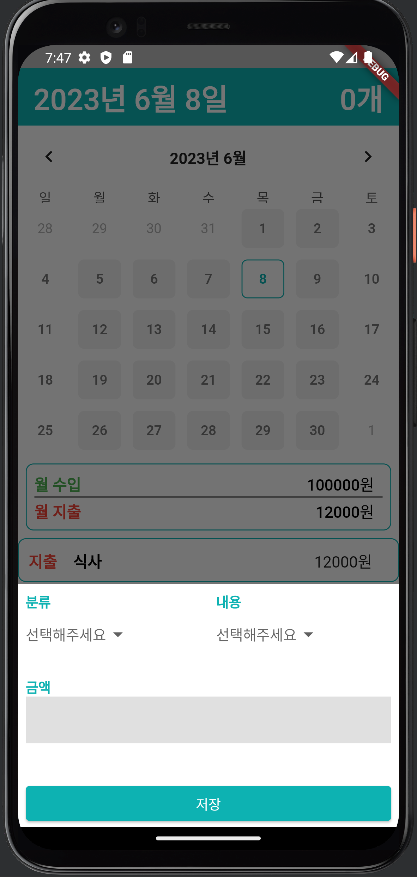 7:47
DEBUG
2023년 6월 8일 0개
2023년 6월
일 월 화 수 목 금 토
28 29 30 31 1 2 3
4 5 6 7 8 9 10
11 12 13 14 15 16 17
18 19 20 21 22 23 24
25 26 27 28 29 30 1
월 수입 100000원
월 지출 12000원
지출 식사 12000원
분류 내용
선택해주세요 선택해주세요
금액
저장